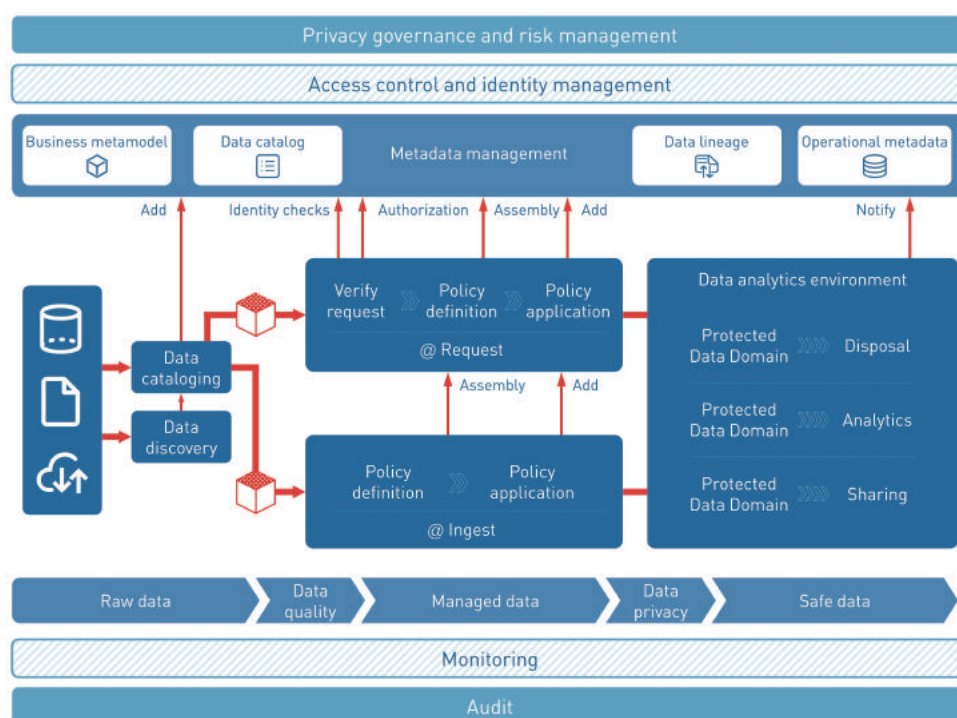 Privacy governance and risk management
Access control and identity management
Business metamodel
Data catalog
Metadata management
Data lineage
Operational metadata
Add
Identity checks
Authorization
Assembly
Add
Notify
Verify
request
Policy
definition
Policy
application
@ Request
Data analytics environment
Protected
Data Domain
Disposal
Data
cataloging
Data
discovery
Assembly
Add
Protected
Data Domain
Analytics
Policy
definition
Policy
application
@ Ingest
Protected
Data Domain
Sharing
Raw data
Data
quality
Managed data
Data
privacy
Safe data
Monitoring
Audit